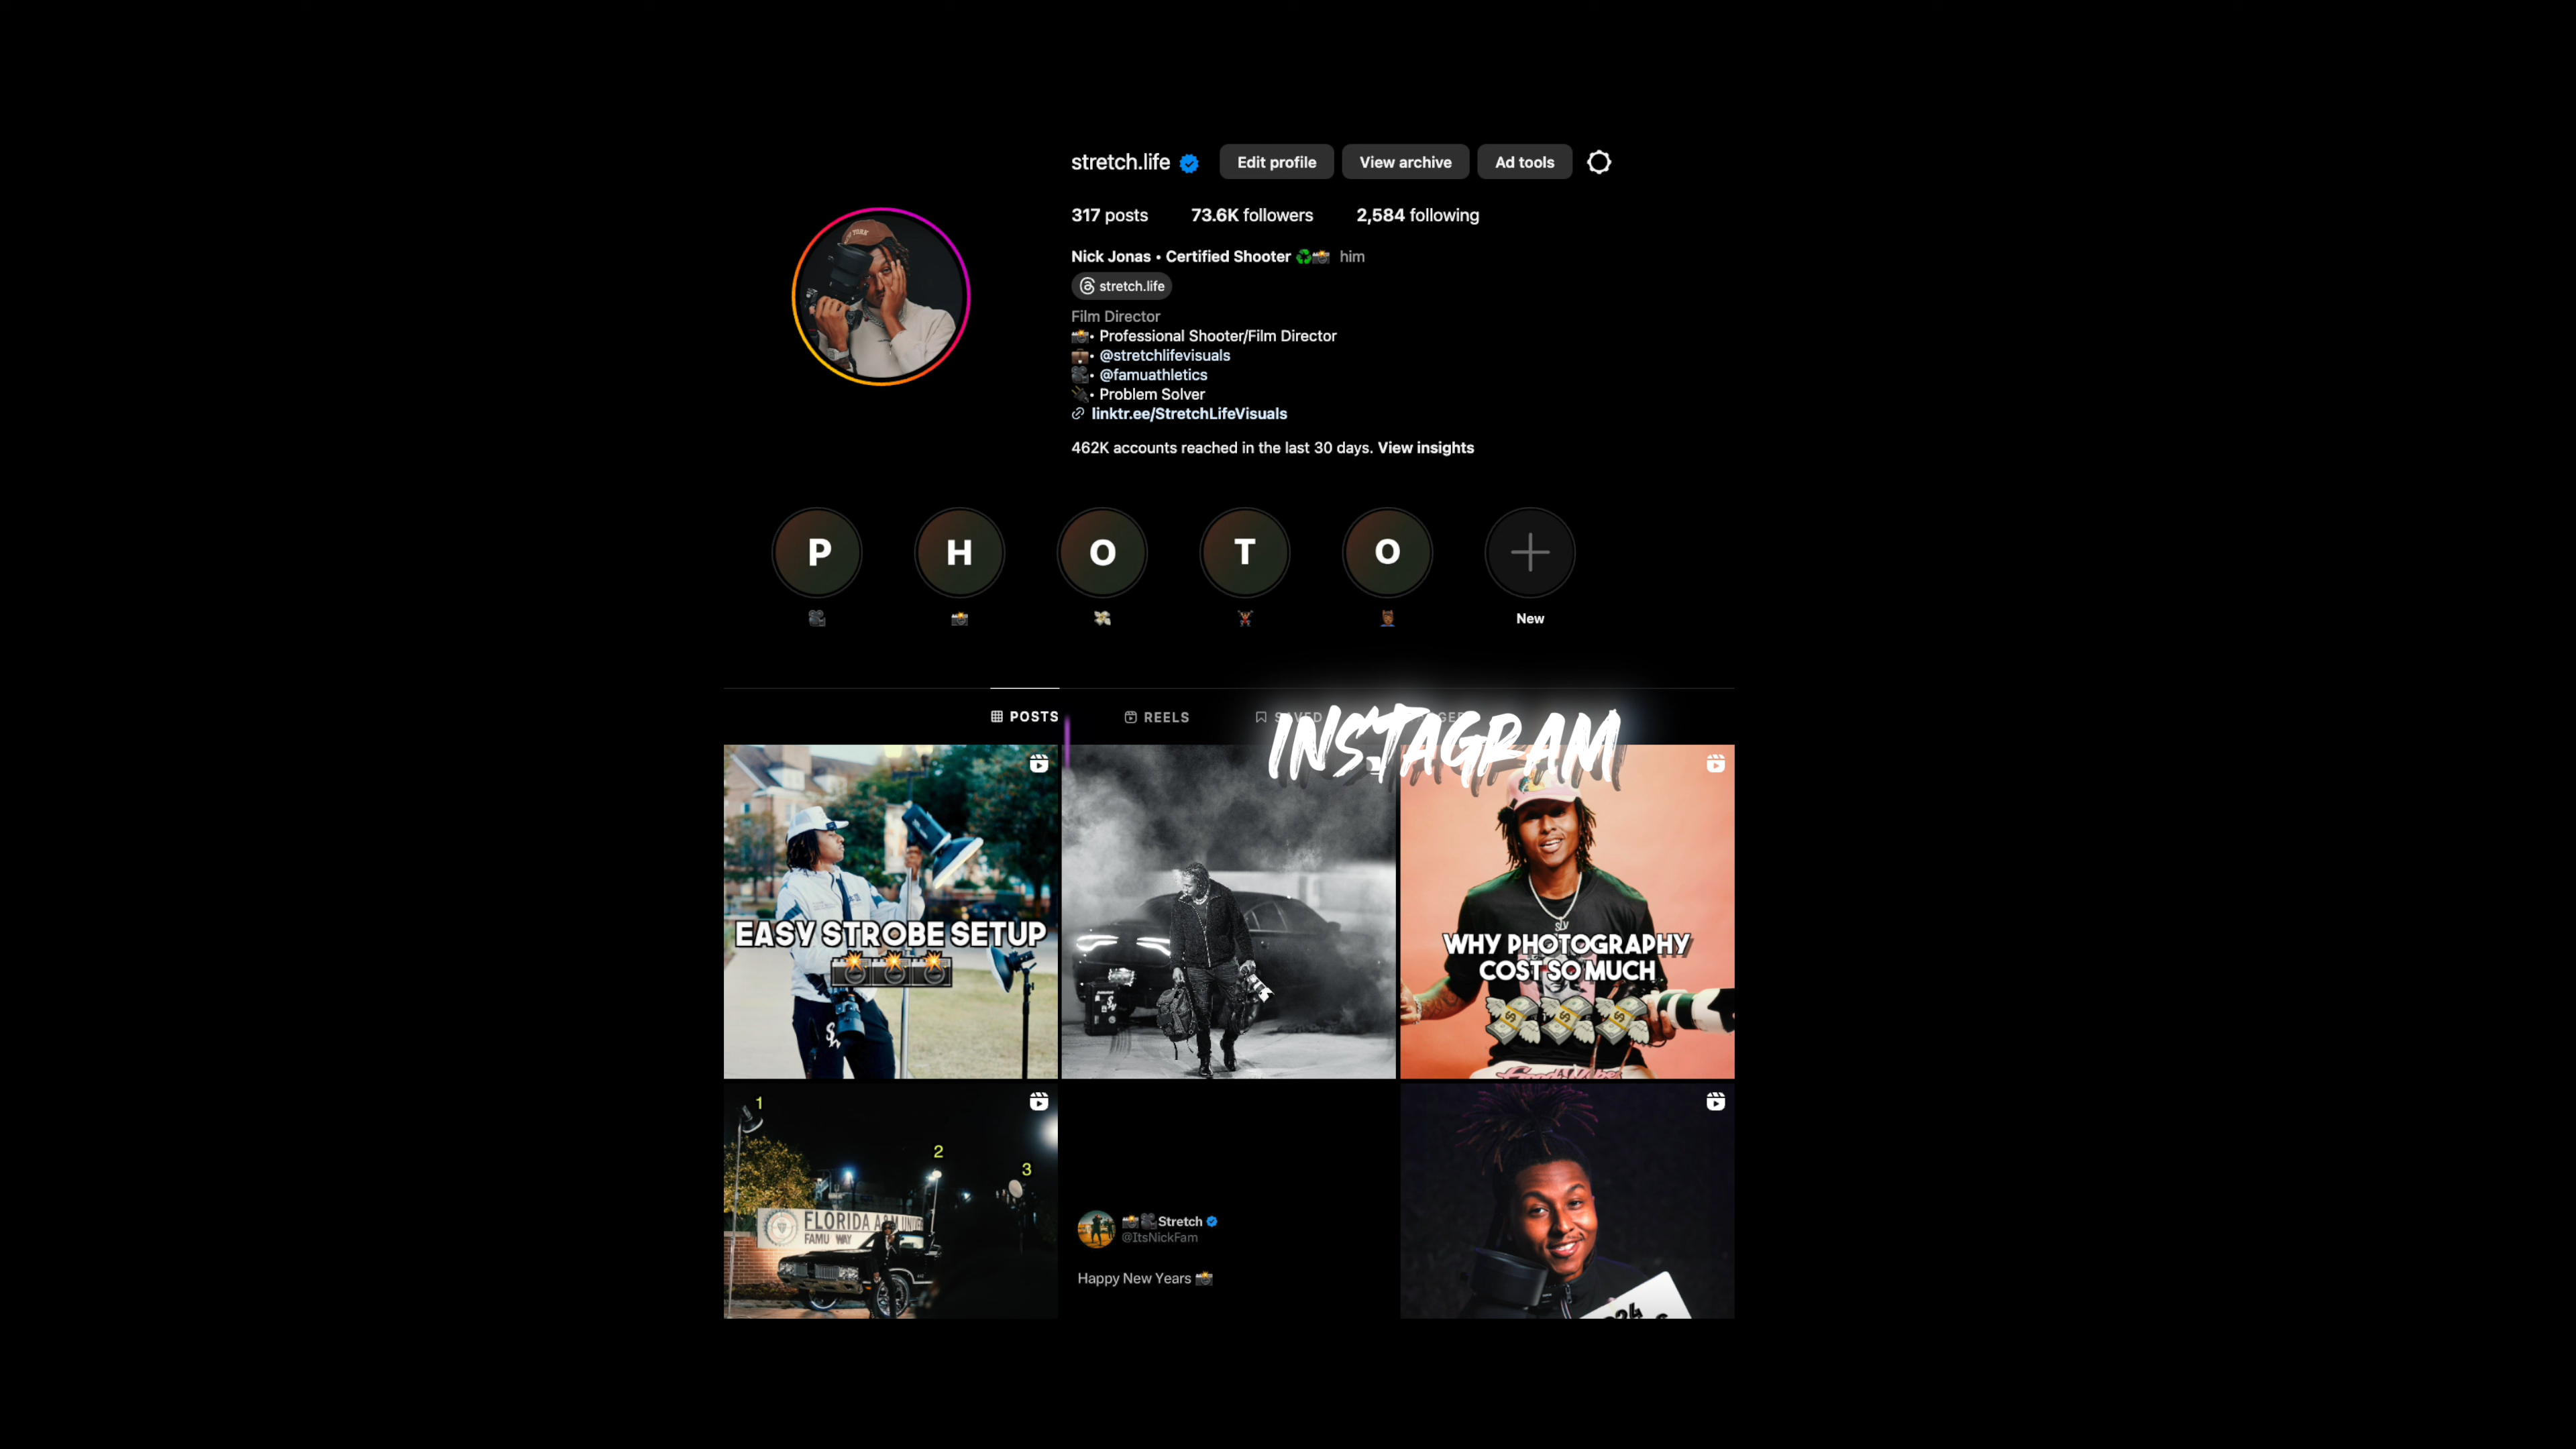 stretch.life
Edit profile
View archive
Ad tools
317 posts
73.6K followers
2,584 following
Nick Jonas • Certified Shooter ♻️📸 him
stretch.life
Film Director
📸• Professional Shooter/Film Director
💼• @stretchlifevisuals
🎥• @famuathletics
🔌• Problem Solver
linktr.ee/StretchLifeVisuals
462K accounts reached in the last 30 days. View insights
P
H
O
T
O
New
POSTS
REELS
INSTAGRAM
EASY STROBE SETUP
WHY PHOTOGRAPHY
COST SO MUCH
1
2
3
FLORIDA A&M
FAMU WAY
📸🎥Stretch
@ItsNickFam
Happy New Years 📸